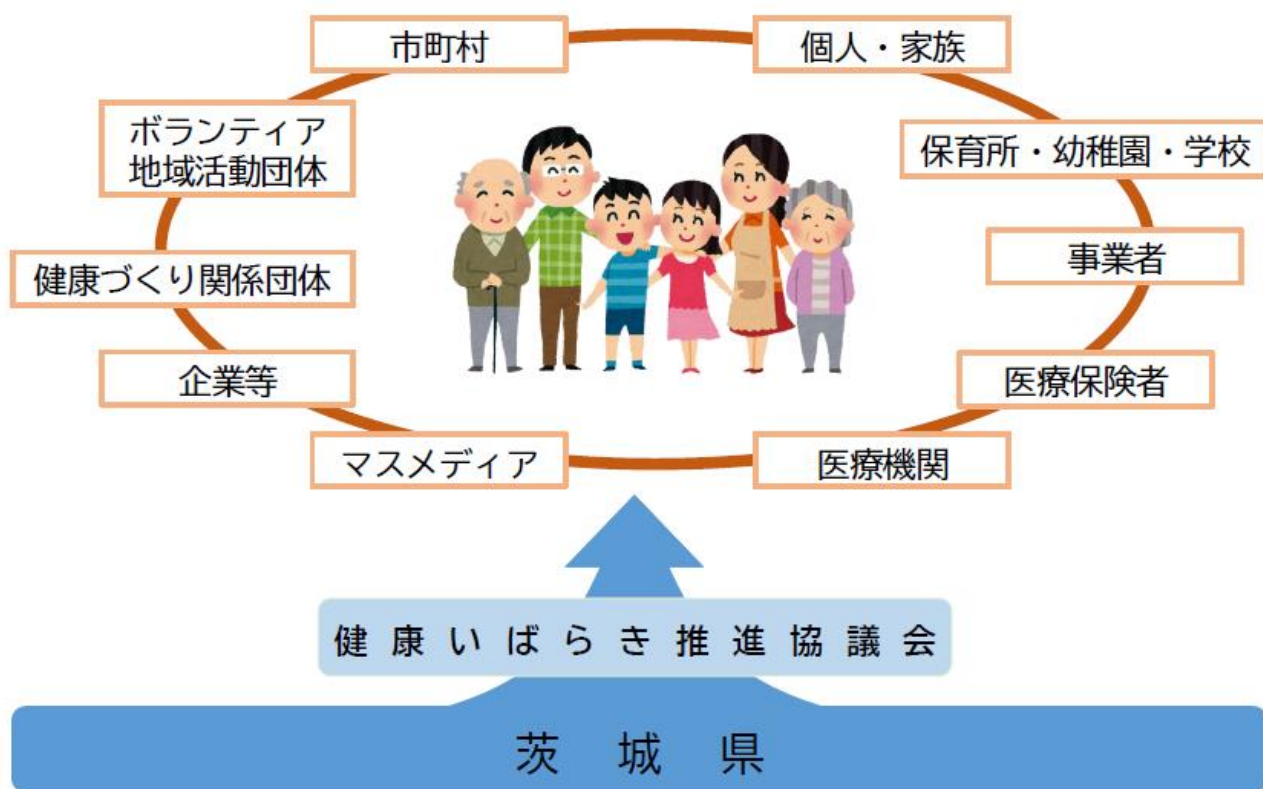 市町村
個人・家族
ボランティア
地域活動団体
保育所・幼稚園・学校
健康づくり関係団体
事業者
企業等
医療保険者
マスメディア
医療機関
健康いばらき推進協議会
茨城県